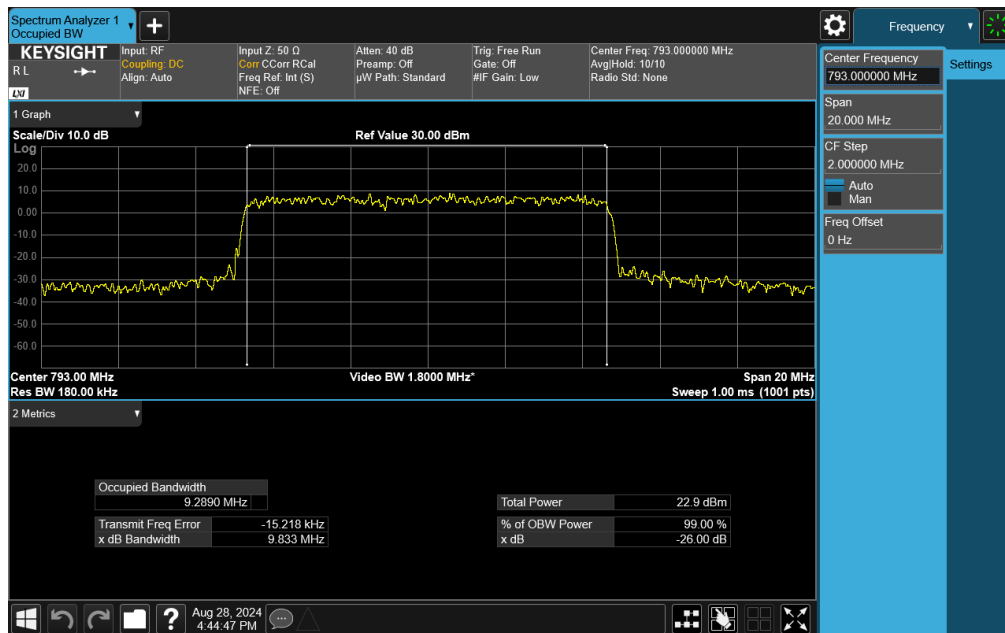 Spectrum Analyzer 1
Occupied BW
Frequency
KEYSIGHT
R L
LXI
Input: RF
Coupling: DC
Align: Auto
Input Z: 50 Ω
Corr CCorr RCal
Freq Ref: Int (S)
NFE: Off
Atten: 40 dB
Preamp: Off
µW Path: Standard
Trig: Free Run
Gate: Off
#IF Gain: Low
Center Freq: 793.000000 MHz
Avg|Hold: 10/10
Radio Std: None
Center Frequency
793.000000 MHz
Settings
Span
20.000 MHz
CF Step
2.000000 MHz
Auto
Man
Freq Offset
0 Hz
1 Graph
Scale/Div 10.0 dB
Ref Value 30.00 dBm
Log
20.0
10.0
0.00
-10.0
-20.0
-30.0
-40.0
-50.0
-60.0
Center 793.00 MHz
Video BW 1.8000 MHz*
Span 20 MHz
Res BW 180.00 kHz
Sweep 1.00 ms (1001 pts)
2 Metrics
Occupied Bandwidth
9.2890 MHz
Total Power 22.9 dBm
Transmit Freq Error -15.218 kHz
% of OBW Power 99.00 %
x dB Bandwidth 9.833 MHz
x dB -26.00 dB
?
Aug 28, 2024
4:44:47 PM